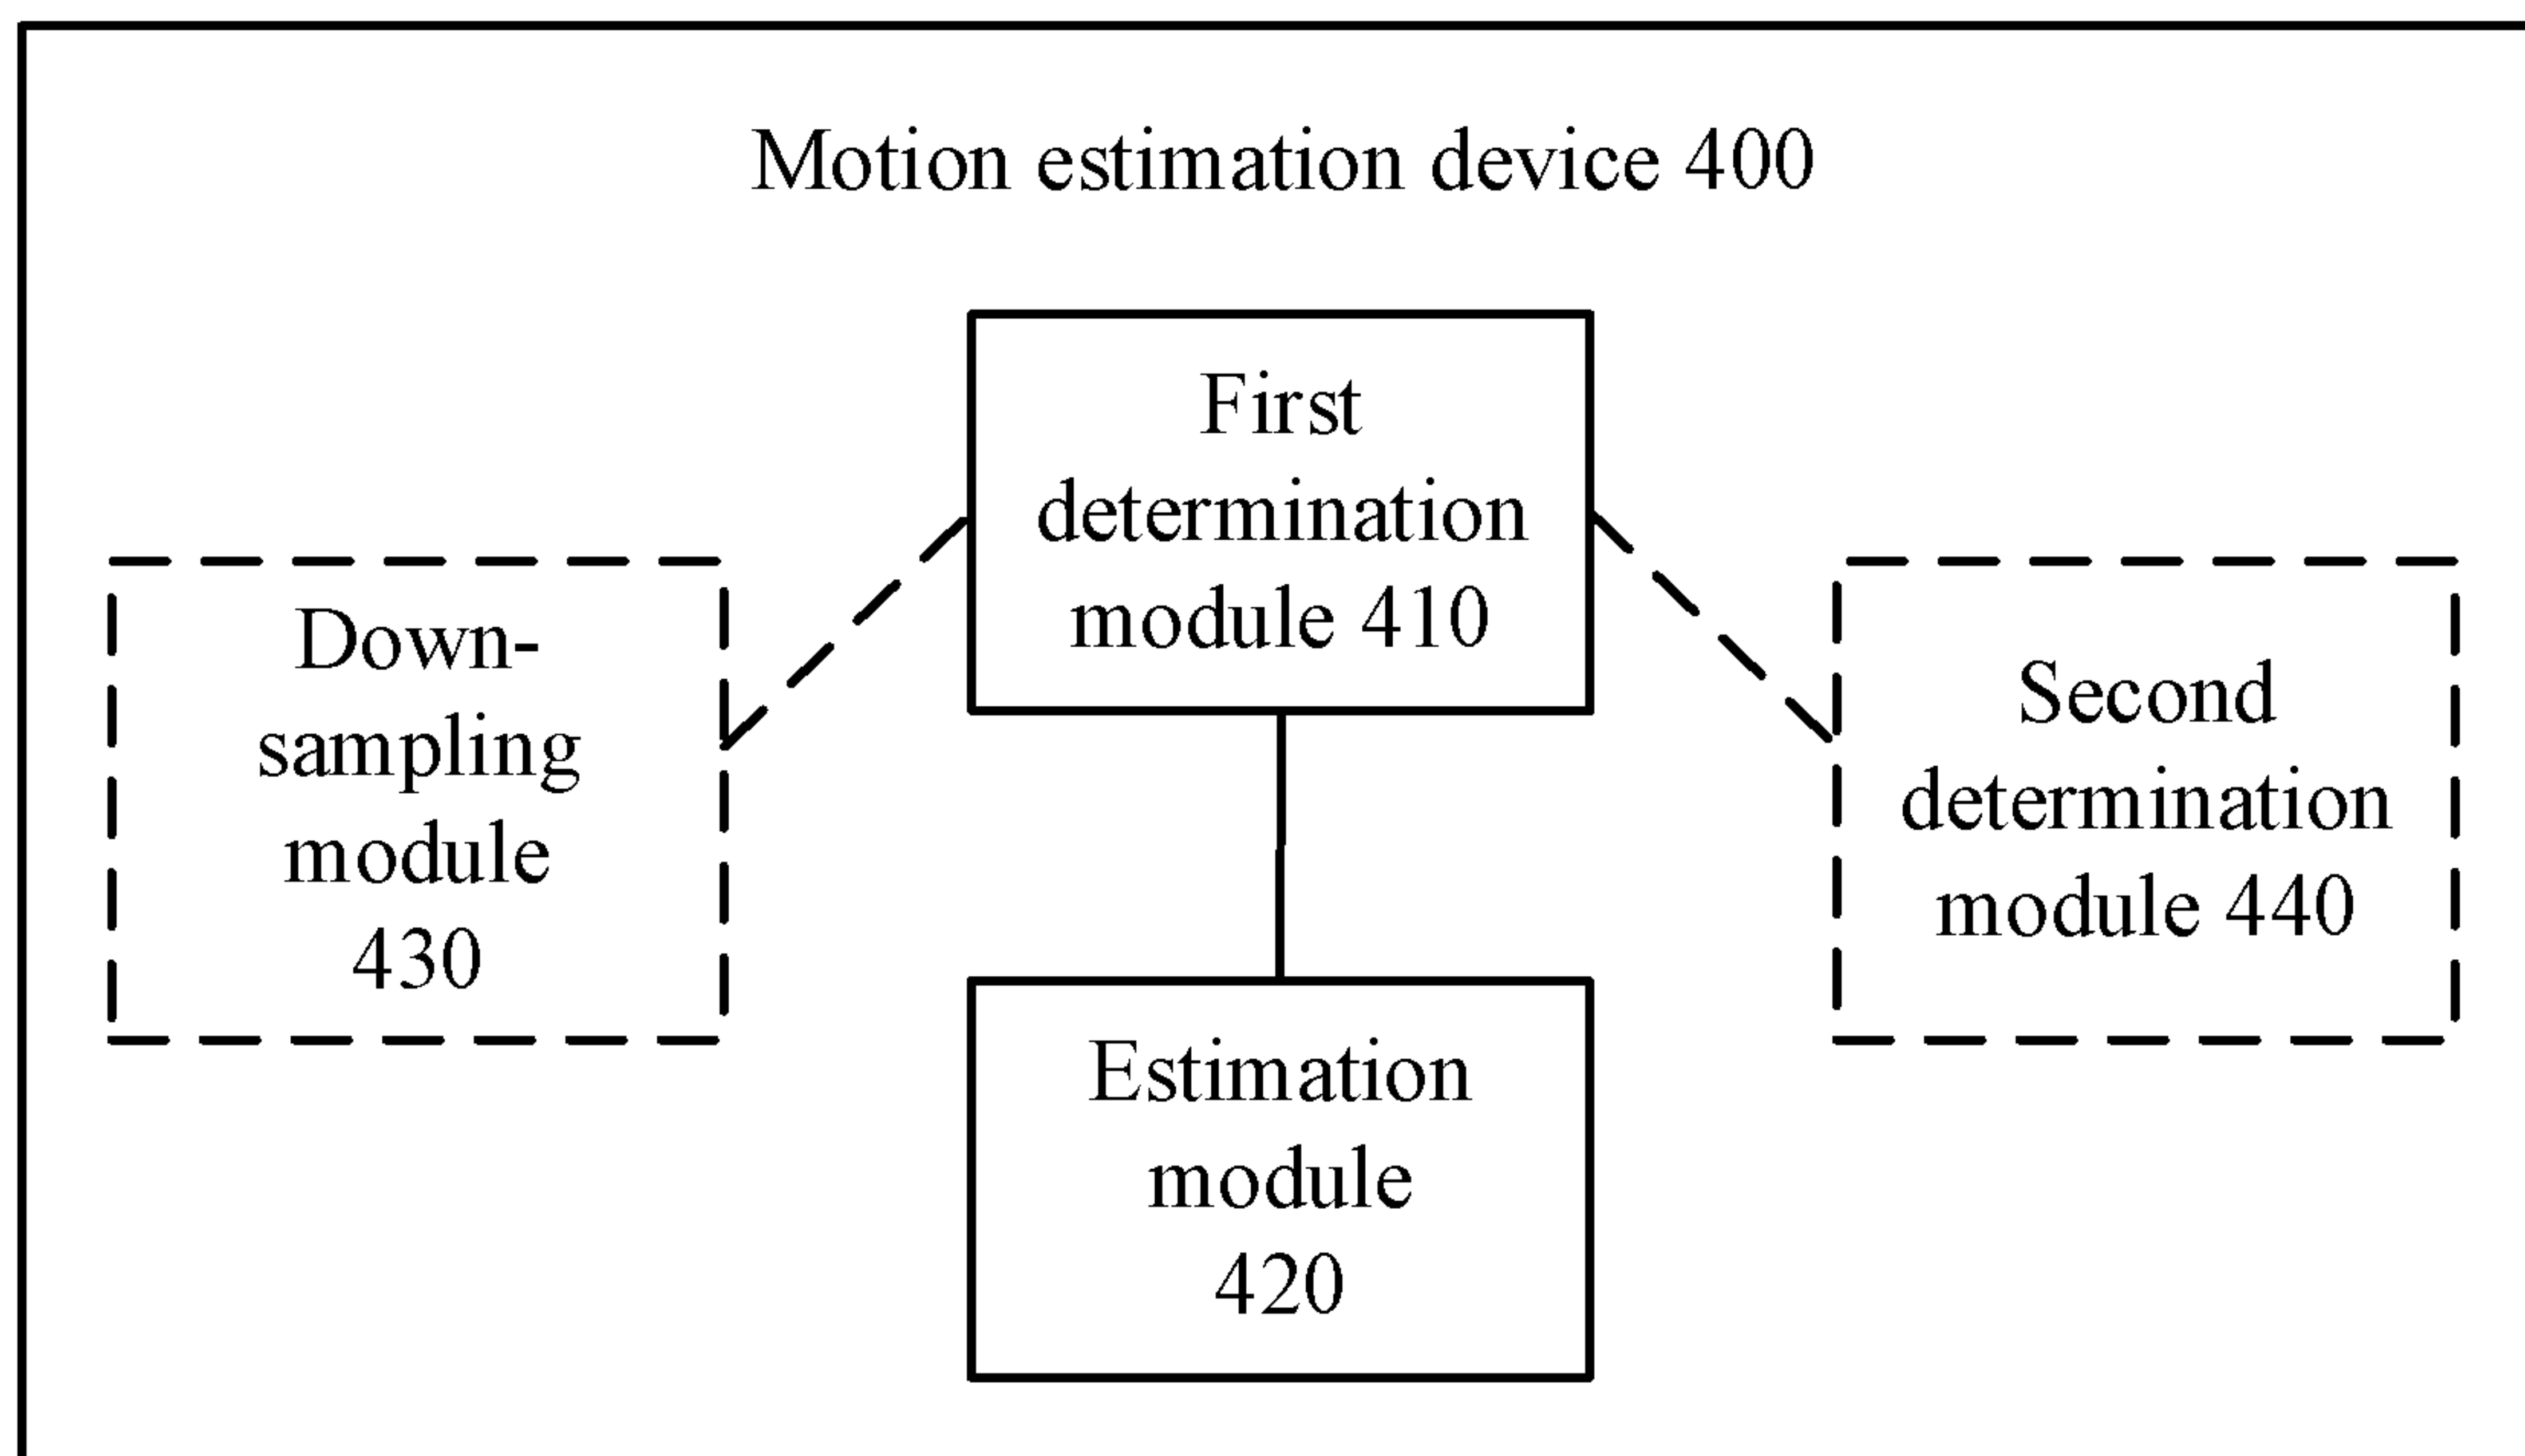 Motion estimation device 400
First
determination
module 410
Down-
sampling
module
430
Second
determination
module 440
Estimation
module
420